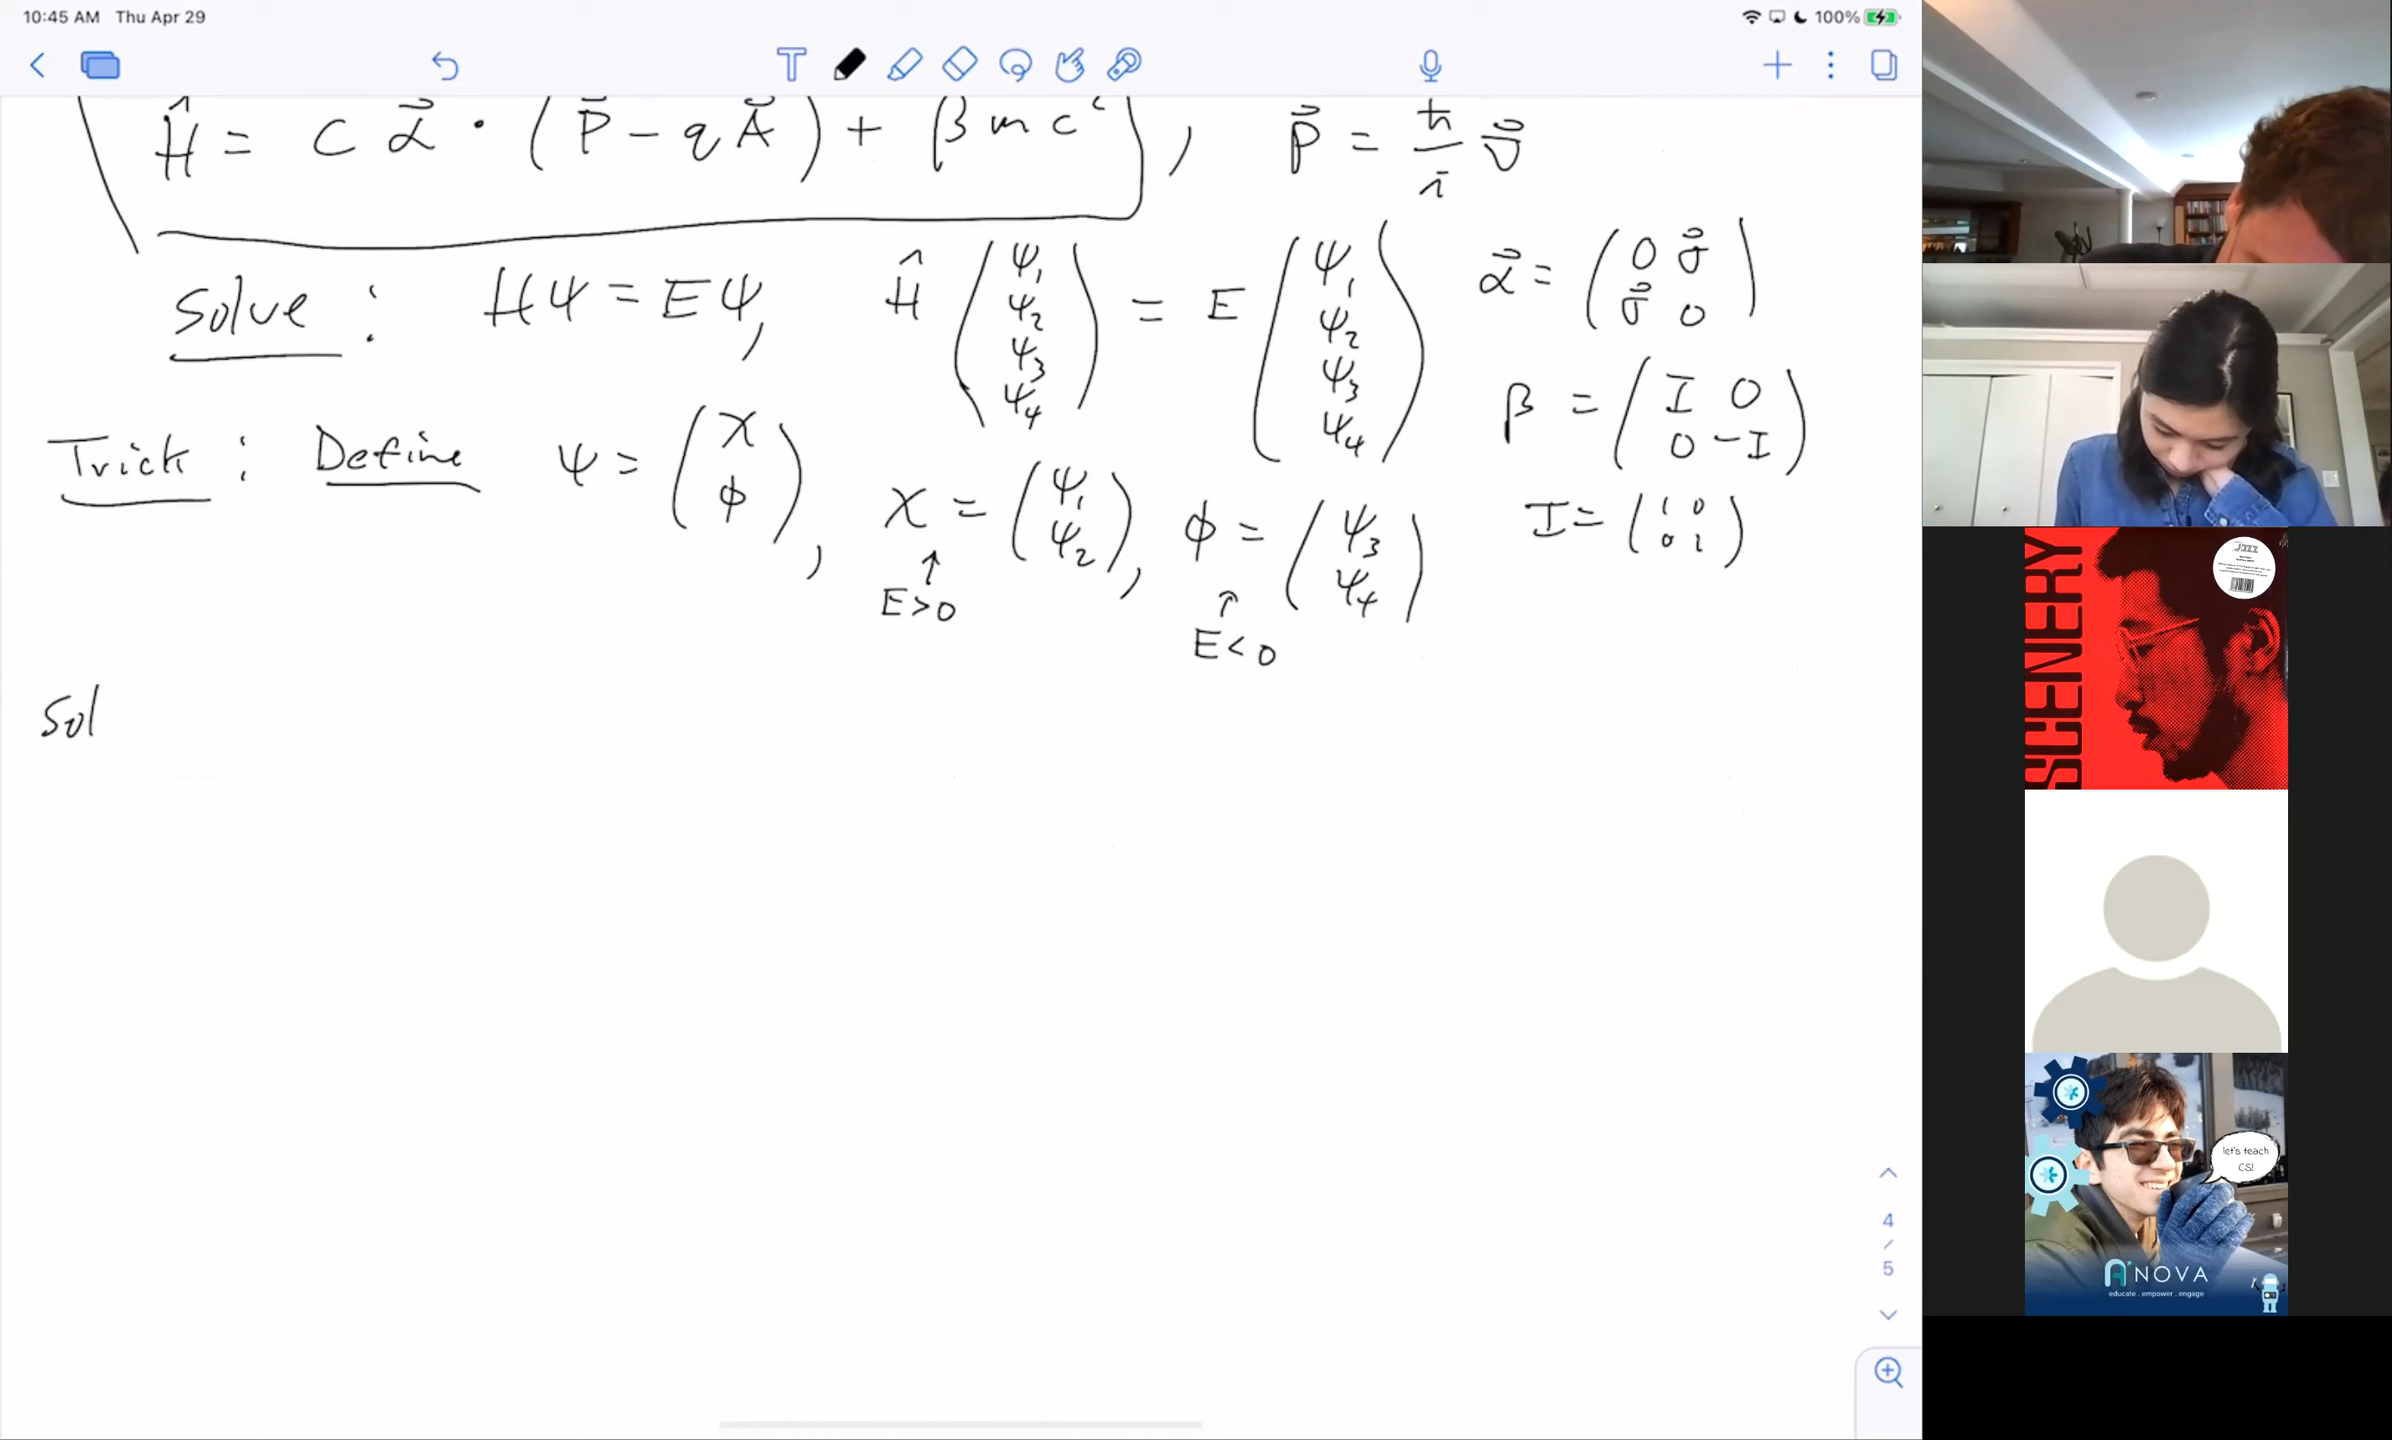 10:45 AM Thu Apr 29
100%
Ĥ = c α⃗ · (P⃗ − qA⃗) + βmc², P⃗ = ħ/i ∇⃗
Solve : HΨ = EΨ, Ĥ (Ψ₁ Ψ₂ Ψ₃ Ψ₄) = E (Ψ₁ Ψ₂ Ψ₃ Ψ₄)
α⃗ = (0 σ⃗ σ⃗ 0)
β = (I 0 0 −I)
I = (1 0 0 1)
Trick : Define Ψ = (χ ϕ), χ = (Ψ₁ Ψ₂), ϕ = (Ψ₃ Ψ₄)
↑ ↑
E>0 E<0
Sol
4
/
5
SCENERY
JAZZ
let's teach
CS!
A NOVA
educate . empower . engage